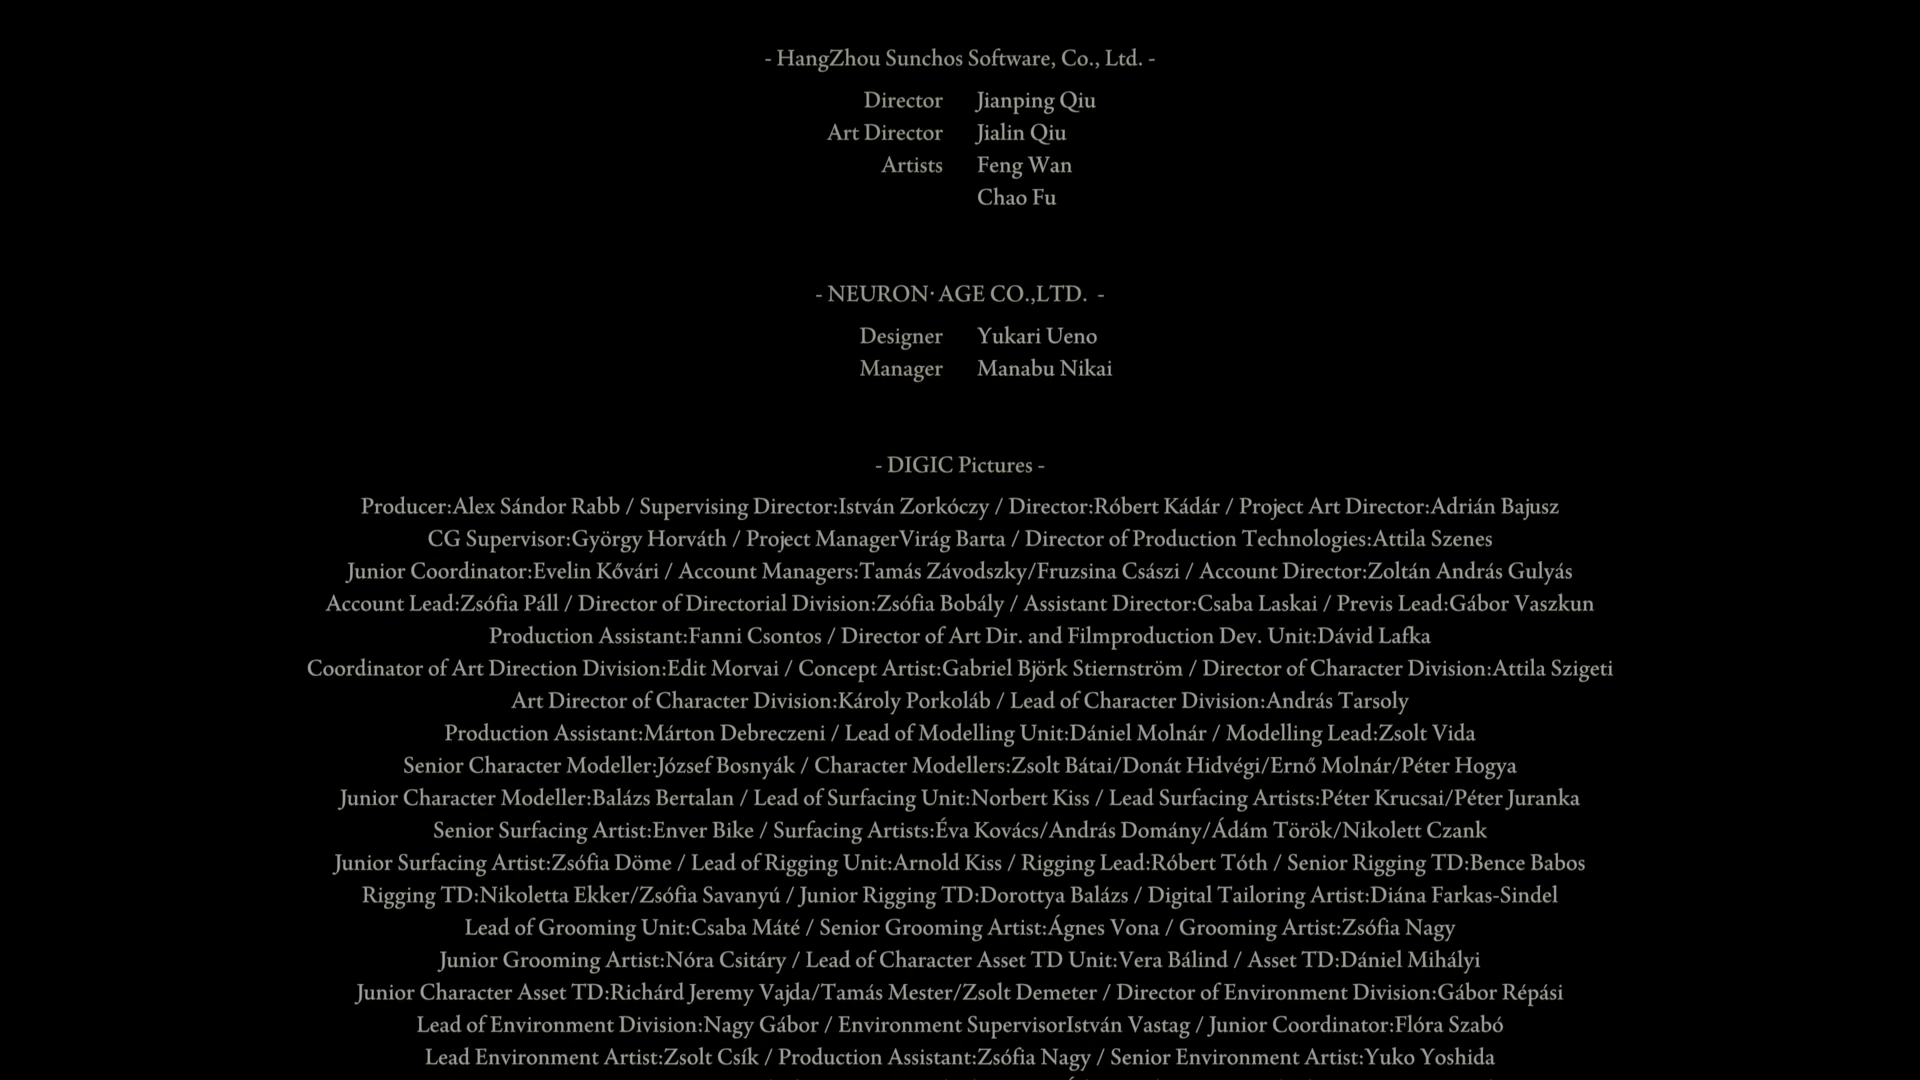 - HangZhou Sunchos Software, Co., Ltd. -
Director Jianping Qiu
Art Director Jialin Qiu
Artists Feng Wan
Chao Fu
- NEURON· AGE CO.,LTD. -
Designer Yukari Ueno
Manager Manabu Nikai
- DIGIC Pictures -
Producer:Alex Sándor Rabb / Supervising Director:István Zorkóczy / Director:Róbert Kádár / Project Art Director:Adrián Bajusz
CG Supervisor:György Horváth / Project ManagerVirág Barta / Director of Production Technologies:Attila Szenes
Junior Coordinator:Evelin Kővári / Account Managers:Tamás Závodszky/Fruzsina Császi / Account Director:Zoltán András Gulyás
Account Lead:Zsófia Páll / Director of Directorial Division:Zsófia Bobály / Assistant Director:Csaba Laskai / Previs Lead:Gábor Vaszkun
Production Assistant:Fanni Csontos / Director of Art Dir. and Filmproduction Dev. Unit:Dávid Lafka
Coordinator of Art Direction Division:Edit Morvai / Concept Artist:Gabriel Björk Stiernström / Director of Character Division:Attila Szigeti
Art Director of Character Division:Károly Porkoláb / Lead of Character Division:András Tarsoly
Production Assistant:Márton Debreczeni / Lead of Modelling Unit:Dániel Molnár / Modelling Lead:Zsolt Vida
Senior Character Modeller:József Bosnyák / Character Modellers:Zsolt Bátai/Donát Hidvégi/Ernő Molnár/Péter Hogya
Junior Character Modeller:Balázs Bertalan / Lead of Surfacing Unit:Norbert Kiss / Lead Surfacing Artists:Péter Krucsai/Péter Juranka
Senior Surfacing Artist:Enver Bike / Surfacing Artists:Éva Kovács/András Domány/Ádám Török/Nikolett Czank
Junior Surfacing Artist:Zsófia Döme / Lead of Rigging Unit:Arnold Kiss / Rigging Lead:Róbert Tóth / Senior Rigging TD:Bence Babos
Rigging TD:Nikoletta Ekker/Zsófia Savanyú / Junior Rigging TD:Dorottya Balázs / Digital Tailoring Artist:Diána Farkas-Sindel
Lead of Grooming Unit:Csaba Máté / Senior Grooming Artist:Ágnes Vona / Grooming Artist:Zsófia Nagy
Junior Grooming Artist:Nóra Csitáry / Lead of Character Asset TD Unit:Vera Bálind / Asset TD:Dániel Mihályi
Junior Character Asset TD:Richárd Jeremy Vajda/Tamás Mester/Zsolt Demeter / Director of Environment Division:Gábor Répási
Lead of Environment Division:Nagy Gábor / Environment SupervisorIstván Vastag / Junior Coordinator:Flóra Szabó
Lead Environment Artist:Zsolt Csík / Production Assistant:Zsófia Nagy / Senior Environment Artist:Yuko Yoshida